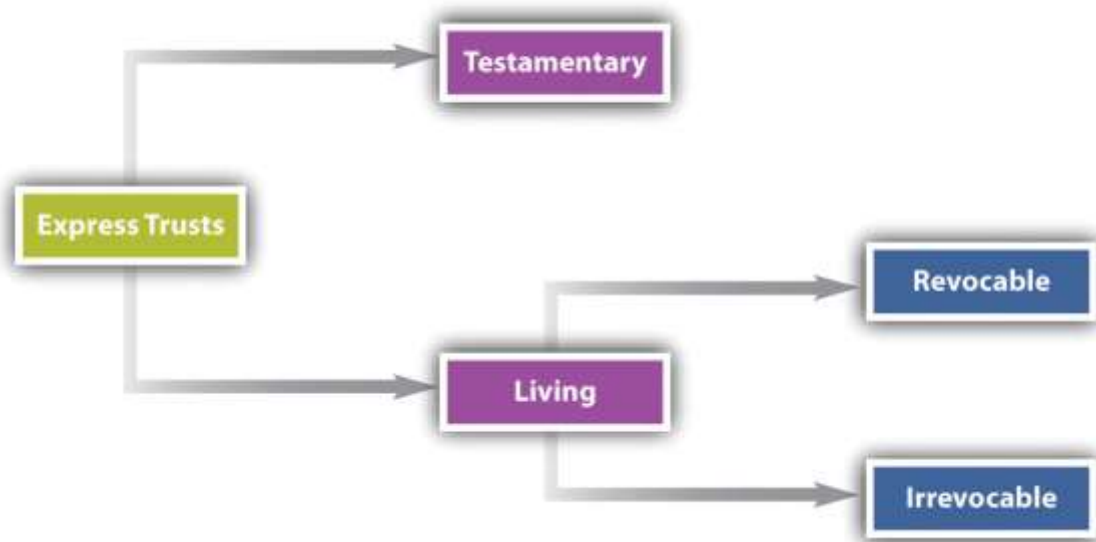 Testamentary
Express Trusts
Revocable
Living
Irrevocable